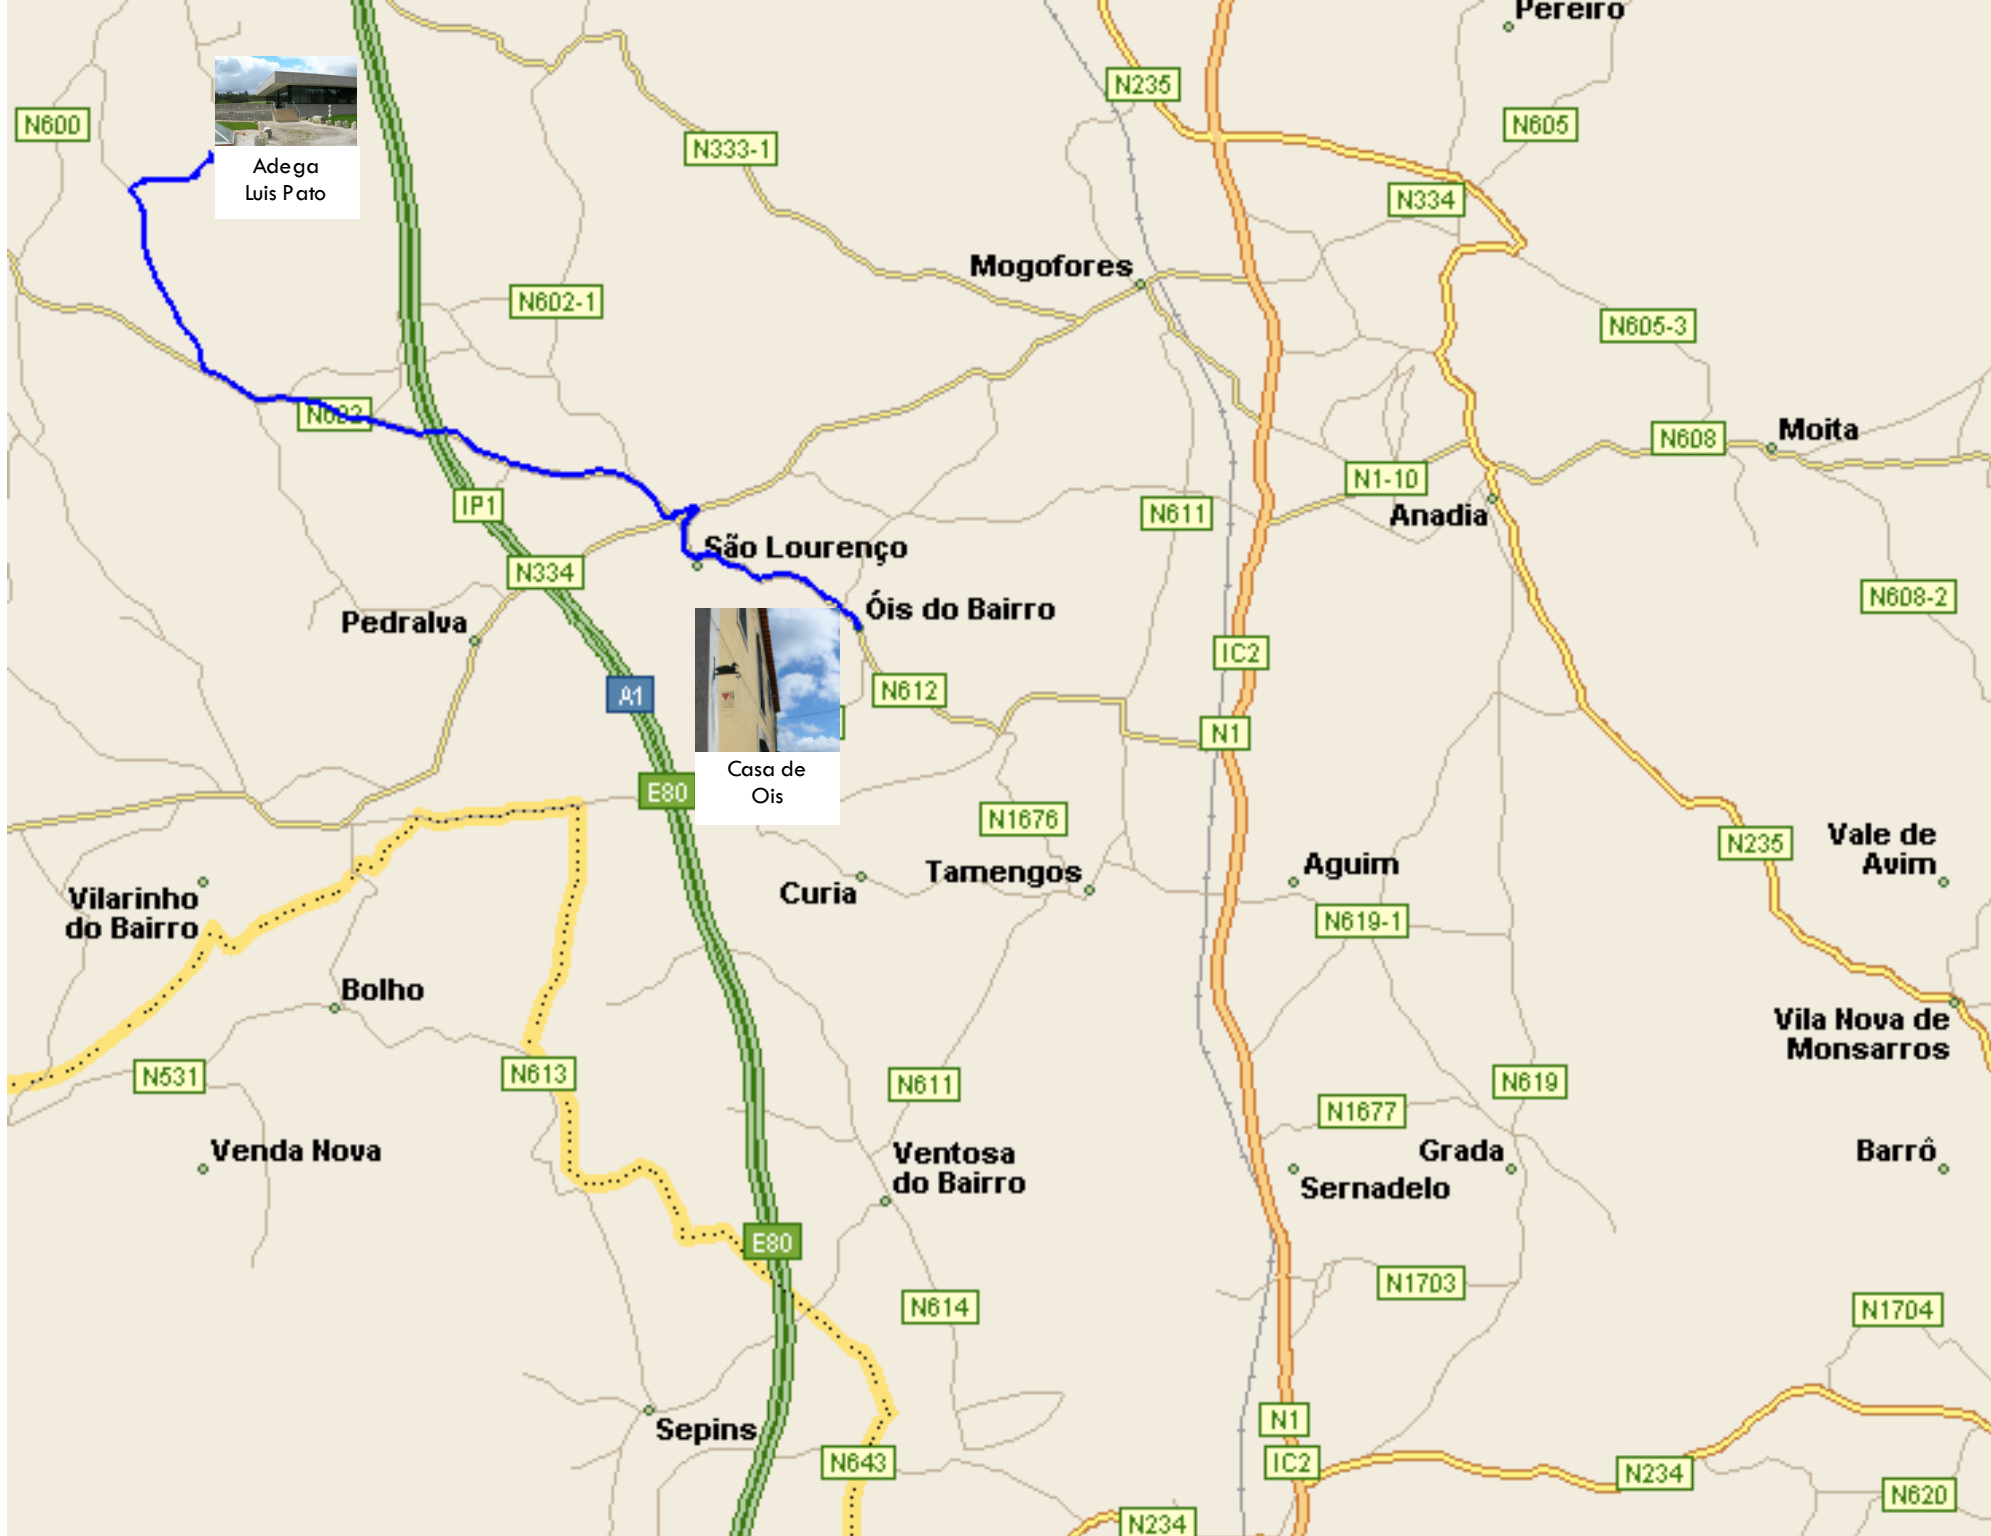 Pereiro
N235
N600
N605
N333-1
Adega
Luis Pato
N334
Mogofores
N602-1
N605-3
N602
Moita
N608
N1-10
IP1
N611
Anadia
São Lourenço
N334
N608-2
Óis do Bairro
Pedralva
IC2
A1
N612
N1
Casa de
Ois
E80
N1676
N235
Vale de
Avim
Aguim
Tamengos
Curia
Vilarinho
do Bairro
N619-1
Bolho
Vila Nova de
Monsarros
N531
N613
N611
N619
N1677
Venda Nova
Ventosa
do Bairro
Grada
Barrô
Sernadelo
E80
N1703
N614
N1704
N1
Sepins
N643
IC2
N234
N620
N234